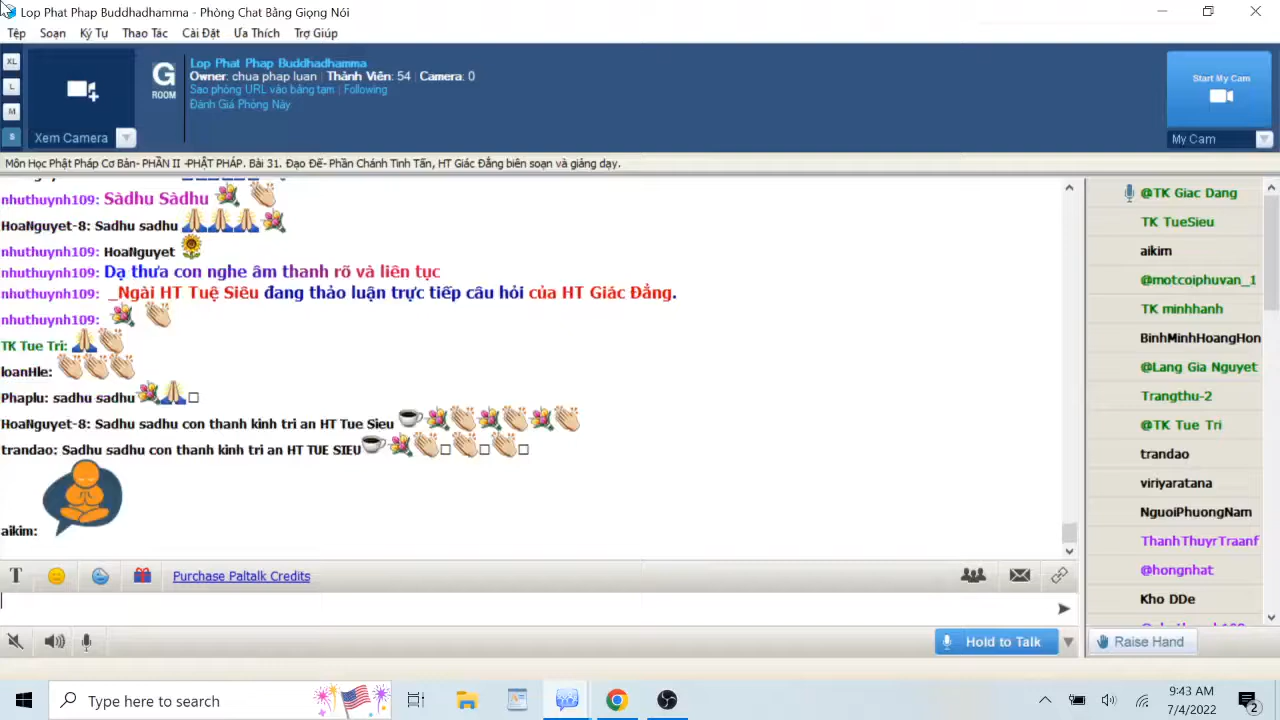 Lop Phat Phap Buddhadhamma - Phòng Chat Bằng Giọng Nói
Tệp Soạn Ký Tự Thao Tác Cài Đặt Ưa Thích Trợ Giúp
XL
L
M
S
Xem Camera
G
ROOM
Lop Phat Phap Buddhadhamma
Owner: chua phap luan | Thành Viên: 54 | Camera: 0
Sao phòng URL vào bảng tạm | Following
Đánh Giá Phòng Này
Start My Cam
My Cam
Môn Học Phật Pháp Cơ Bản- PHẦN II -PHẬT PHÁP. Bài 31. Đạo Đế- Phần Chánh Tinh Tấn, HT Giác Đẳng biên soạn và giảng dạy.
nhuthuynh109: Sàdhu Sàdhu
HoaNguyet-8: Sadhu sadhu
nhuthuynh109: HoaNguyet
nhuthuynh109: Dạ thưa con nghe âm thanh rõ và liên tục
nhuthuynh109: _Ngài HT Tuệ Siêu đang thảo luận trực tiếp câu hỏi của HT Giác Đẳng.
nhuthuynh109:
TK Tue Tri:
loanHle:
Phaplu: sadhu sadhu
HoaNguyet-8: Sadhu sadhu con thanh kinh tri an HT Tue Sieu
trandao: Sadhu sadhu con thanh kinh tri an HT TUE SIEU
aikim:
@TK Giac Dang
TK TueSieu
aikim
@motcoiphuvan_1
TK minhhanh
BinhMinhHoangHon
@Lang Gia Nguyet
Trangthu-2
@TK Tue Tri
trandao
viriyaratana
NguoiPhuongNam
ThanhThuyrTraanf
@hongnhat
Kho DDe
T
Purchase Paltalk Credits
Hold to Talk
Raise Hand
Type here to search
9:43 AM
7/4/2022
2